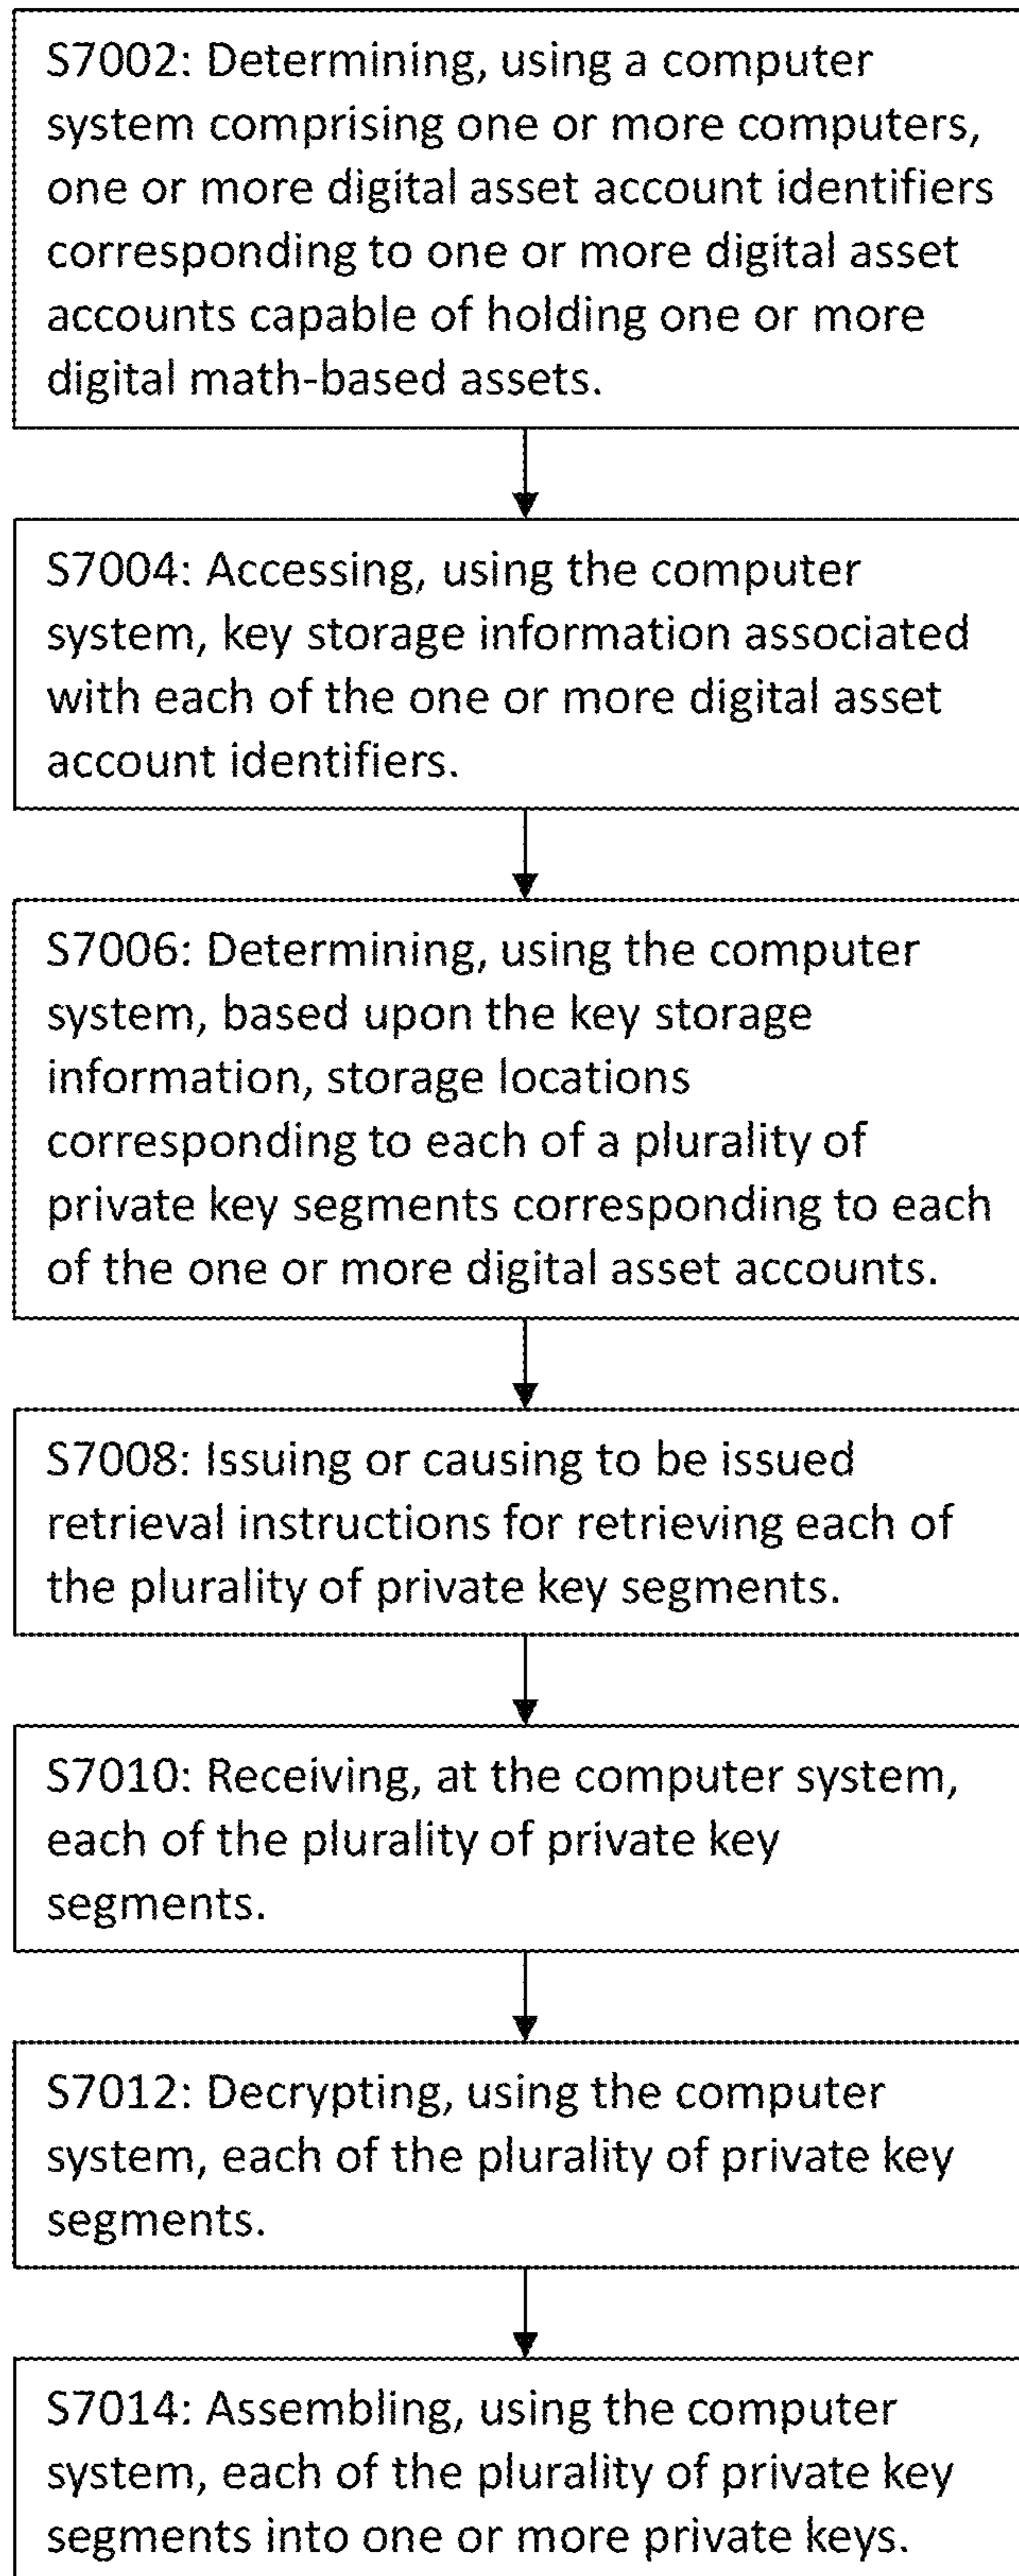 S7002: Determining, using a computer
system comprising one or more computers,
one or more digital asset account identifiers
corresponding to one or more digital asset
accounts capable of holding one or more
digital math-based assets.
S7004: Accessing, using the computer
system, key storage information associated
with each of the one or more digital asset
account identifiers.
S7006: Determining, using the computer
system, based upon the key storage
information, storage locations
corresponding to each of a plurality of
private key segments corresponding to each
of the one or more digital asset accounts.
S7008: Issuing or causing to be issued
retrieval instructions for retrieving each of
the plurality of private key segments.
S7010: Receiving, at the computer system,
each of the plurality of private key
segments.
S7012: Decrypting, using the computer
system, each of the plurality of private key
segments.
S7014: Assembling, using the computer
system, each of the plurality of private key
segments into one or more private keys.